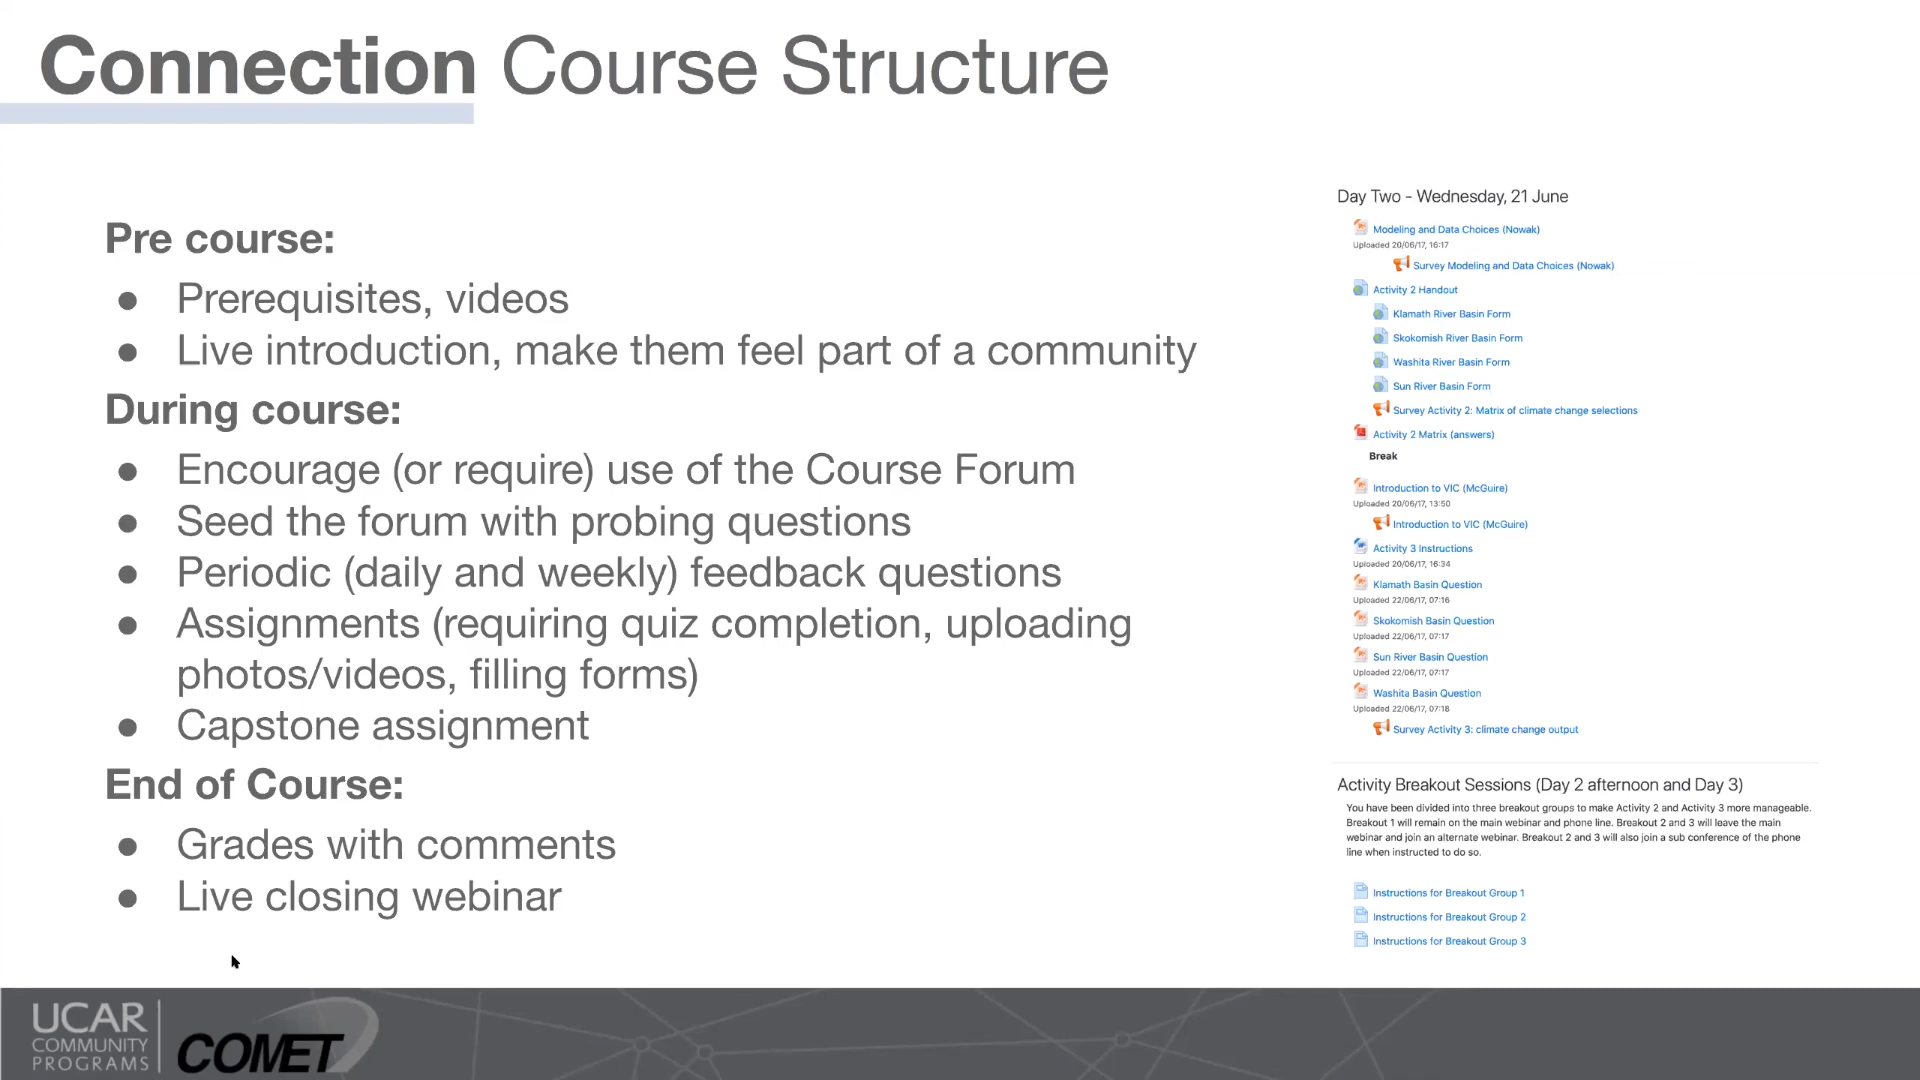 Connection Course Structure
Pre course:
● Prerequisites, videos
● Live introduction, make them feel part of a community
During course:
● Encourage (or require) use of the Course Forum
● Seed the forum with probing questions
● Periodic (daily and weekly) feedback questions
● Assignments (requiring quiz completion, uploading
photos/videos, filling forms)
● Capstone assignment
End of Course:
● Grades with comments
● Live closing webinar
Day Two - Wednesday, 21 June
Modeling and Data Choices (Nowak)
Uploaded 20/06/17, 16:17
Survey Modeling and Data Choices (Nowak)
Activity 2 Handout
Klamath River Basin Form
Skokomish River Basin Form
Washita River Basin Form
Sun River Basin Form
Survey Activity 2: Matrix of climate change selections
Activity 2 Matrix (answers)
Break
Introduction to VIC (McGuire)
Uploaded 20/06/17, 13:50
Introduction to VIC (McGuire)
Activity 3 Instructions
Uploaded 20/06/17, 16:34
Klamath Basin Question
Uploaded 22/06/17, 07:16
Skokomish Basin Question
Uploaded 22/06/17, 07:17
Sun River Basin Question
Uploaded 22/06/17, 07:17
Washita Basin Question
Uploaded 22/06/17, 07:18
Survey Activity 3: climate change output
Activity Breakout Sessions (Day 2 afternoon and Day 3)
You have been divided into three breakout groups to make Activity 2 and Activity 3 more manageable.
Breakout 1 will remain on the main webinar and phone line. Breakout 2 and 3 will leave the main
webinar and join an alternate webinar. Breakout 2 and 3 will also join a sub conference of the phone
line when instructed to do so.
Instructions for Breakout Group 1
Instructions for Breakout Group 2
Instructions for Breakout Group 3
UCAR
COMMUNITY
PROGRAMS
COMET